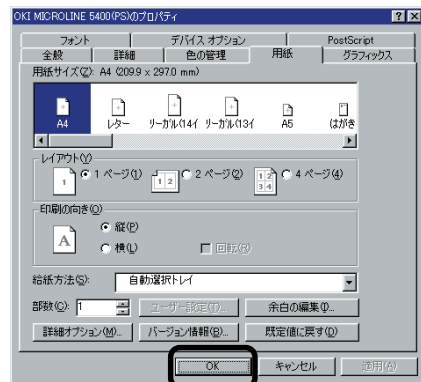 OKI MICROLINE 5400(PS)のプロパティ
フォント デバイス オプション PostScript
全般 詳細 色の管理 用紙 グラフィックス
用紙サイズ(Z): A4 (209.9 x 297.0 mm)
A4 レター リーガル(14イ リーガル(13イ A5 はがき
レイアウト(Y)
1 ページ(1) 2 ページ(2) 4 ページ(4)
印刷の向き(O)
縦(P)
横(L) 回転(R)
給紙方法(S): 自動選択トレイ
部数(C): 1 ユーザー設定(T)... 余白の編集(I)...
詳細オプション(M)... バージョン情報(B)... 既定値に戻す(D)
OK キャンセル 適用(A)